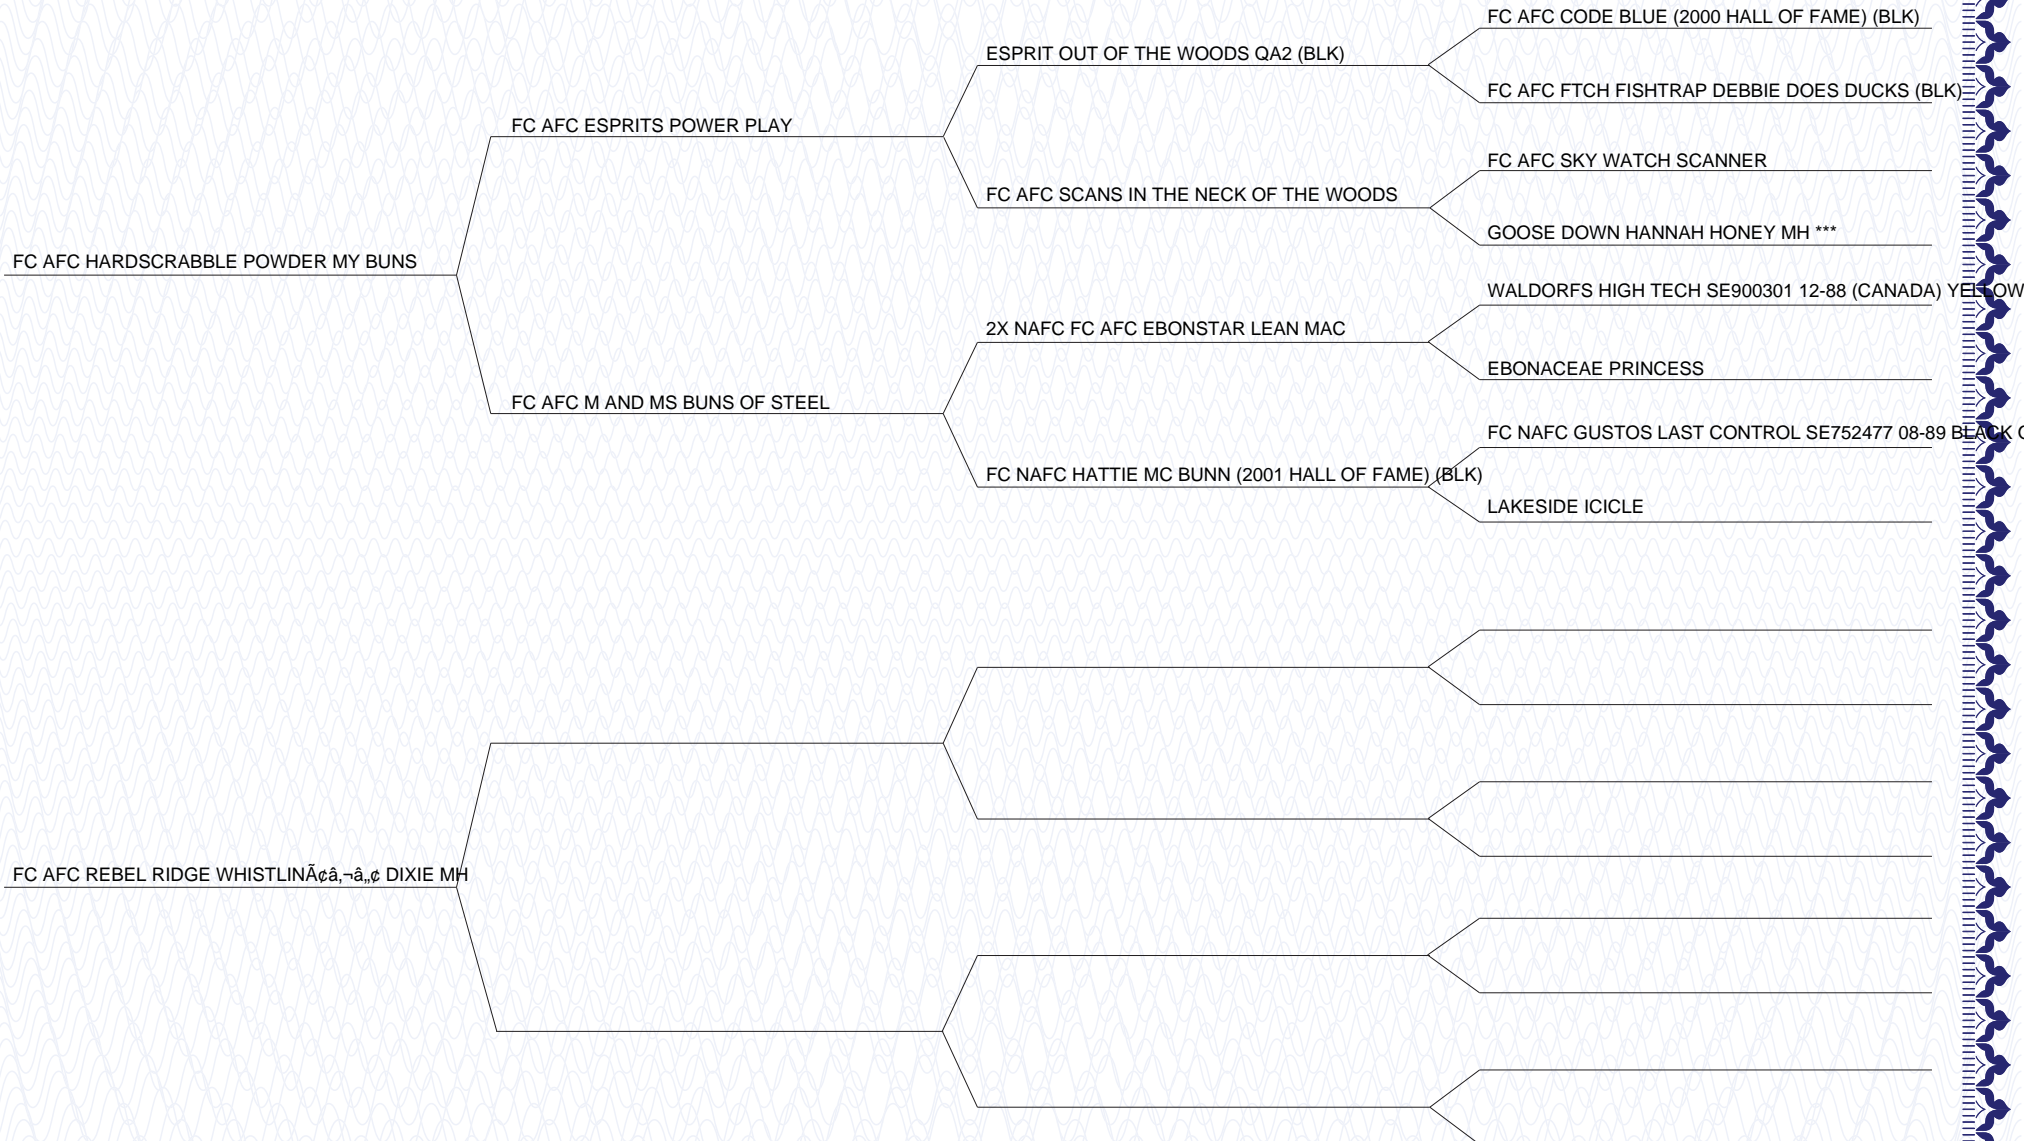 FC AFC CODE BLUE (2000 HALL OF FAME) (BLK)
ESPRIT OUT OF THE WOODS QA2 (BLK)
FC AFC FTCH FISHTRAP DEBBIE DOES DUCKS (BLK)
FC AFC ESPRITS POWER PLAY
FC AFC SKY WATCH SCANNER
FC AFC SCANS IN THE NECK OF THE WOODS
GOOSE DOWN HANNAH HONEY MH ***
FC AFC HARDSCRABBLE POWDER MY BUNS
WALDORFS HIGH TECH SE900301 12-88 (CANADA) YELLOW
2X NAFC FC AFC EBONSTAR LEAN MAC
EBONACEAE PRINCESS
FC AFC M AND MS BUNS OF STEEL
FC NAFC GUSTOS LAST CONTROL SE752477 08-89 BLACK
FC NAFC HATTIE MC BUNN (2001 HALL OF FAME) (BLK)
LAKESIDE ICICLE
FC AFC REBEL RIDGE WHISTLINÃ¢â‚¬â„¢ DIXIE MH